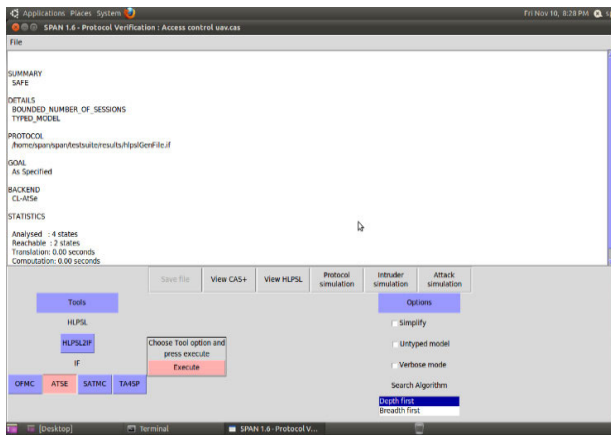 Applications Places System
Fri Nov 10, 8:28 PM
SPAN 1.6 - Protocol Verification : Access control uav.cas
File
SUMMARY
SAFE
DETAILS
BOUNDED_NUMBER_OF_SESSIONS
TYPED_MODEL
PROTOCOL
/home/span/span/testsuite/results/hlpslGenFile.if
GOAL
As Specified
BACKEND
CL-AtSe
STATISTICS
Analysed : 4 states
Reachable : 2 states
Translation: 0.00 seconds
Computation: 0.00 seconds
Save file View CAS+ View HLPSL Protocol simulation Intruder simulation Attack simulation
Tools
Options
HLPSL
Simplify
HLPSL2IF
Choose Tool option and
press execute
Untyped model
IF
Execute
Verbose mode
OFMC ATSE SATMC TA4SP
Search Algorithm
Depth first
Breadth first
[Desktop] Terminal SPAN 1.6 - Protocol V...